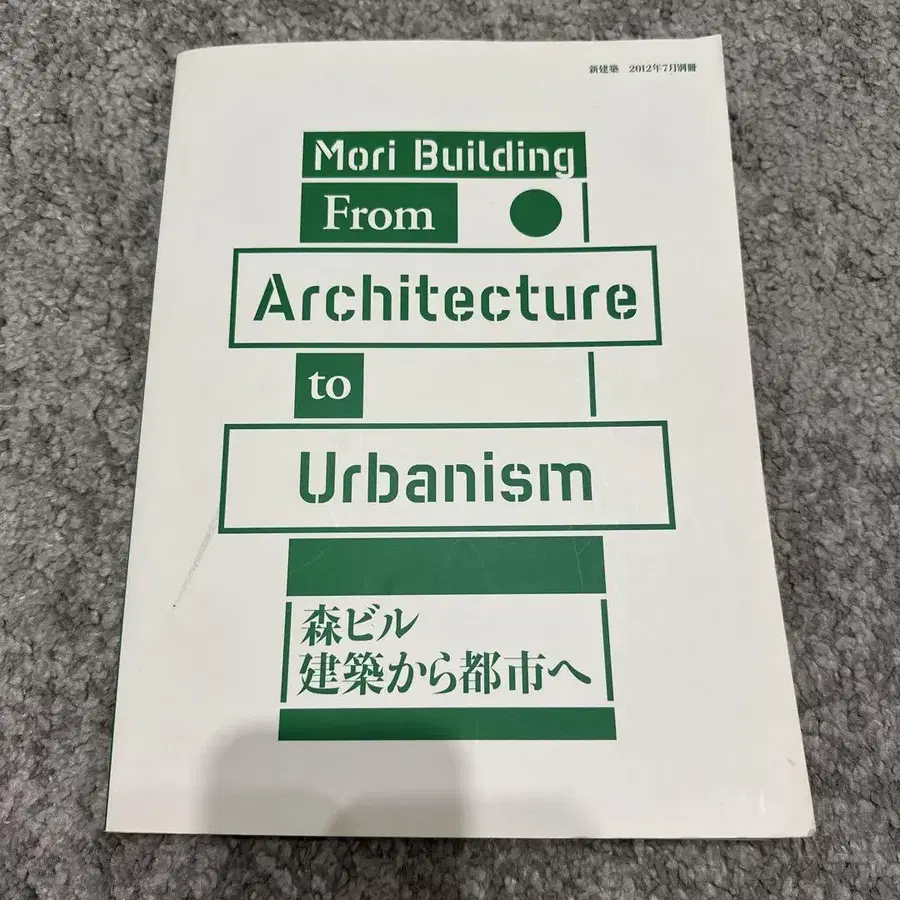 新建築 2012年7月別冊
Mori Building
From
Architecture
to
Urbanism
森ビル
建築から都市へ